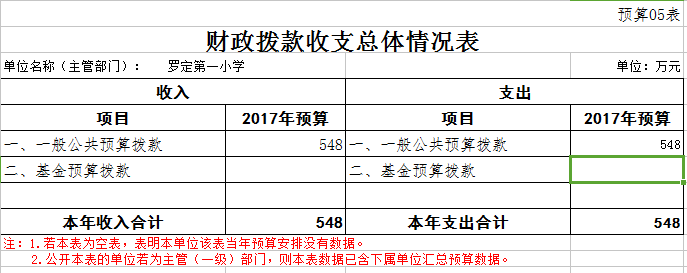 预算05表
财政拨款收支总体情况表
单位名称（主管部门）： 罗定第一小学 单位：万元
收入 支出
项目 2017年预算 项目 2017年预算
一、一般公共预算拨款 548 一、一般公共预算拨款 548
二、基金预算拨款 二、基金预算拨款
本年收入合计 548 本年支出合计 548
注：1.若本表为空表，表明本单位该表当年预算安排没有数据。
2.公开本表的单位若为主管（一级）部门，则本表数据已含下属单位汇总预算数据。